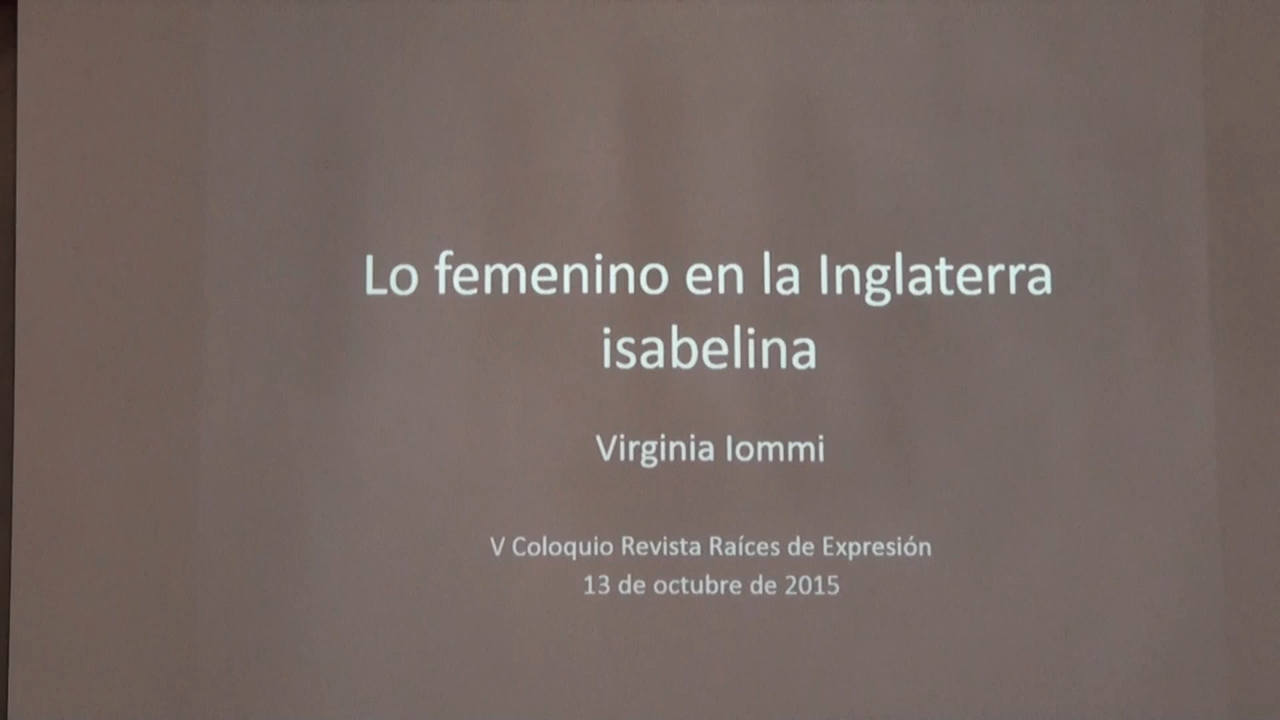 Lo femenino en la Inglaterra
isabelina
Virginia Iommi
V Coloquio Revista Raíces de Expresión
13 de octubre de 2015